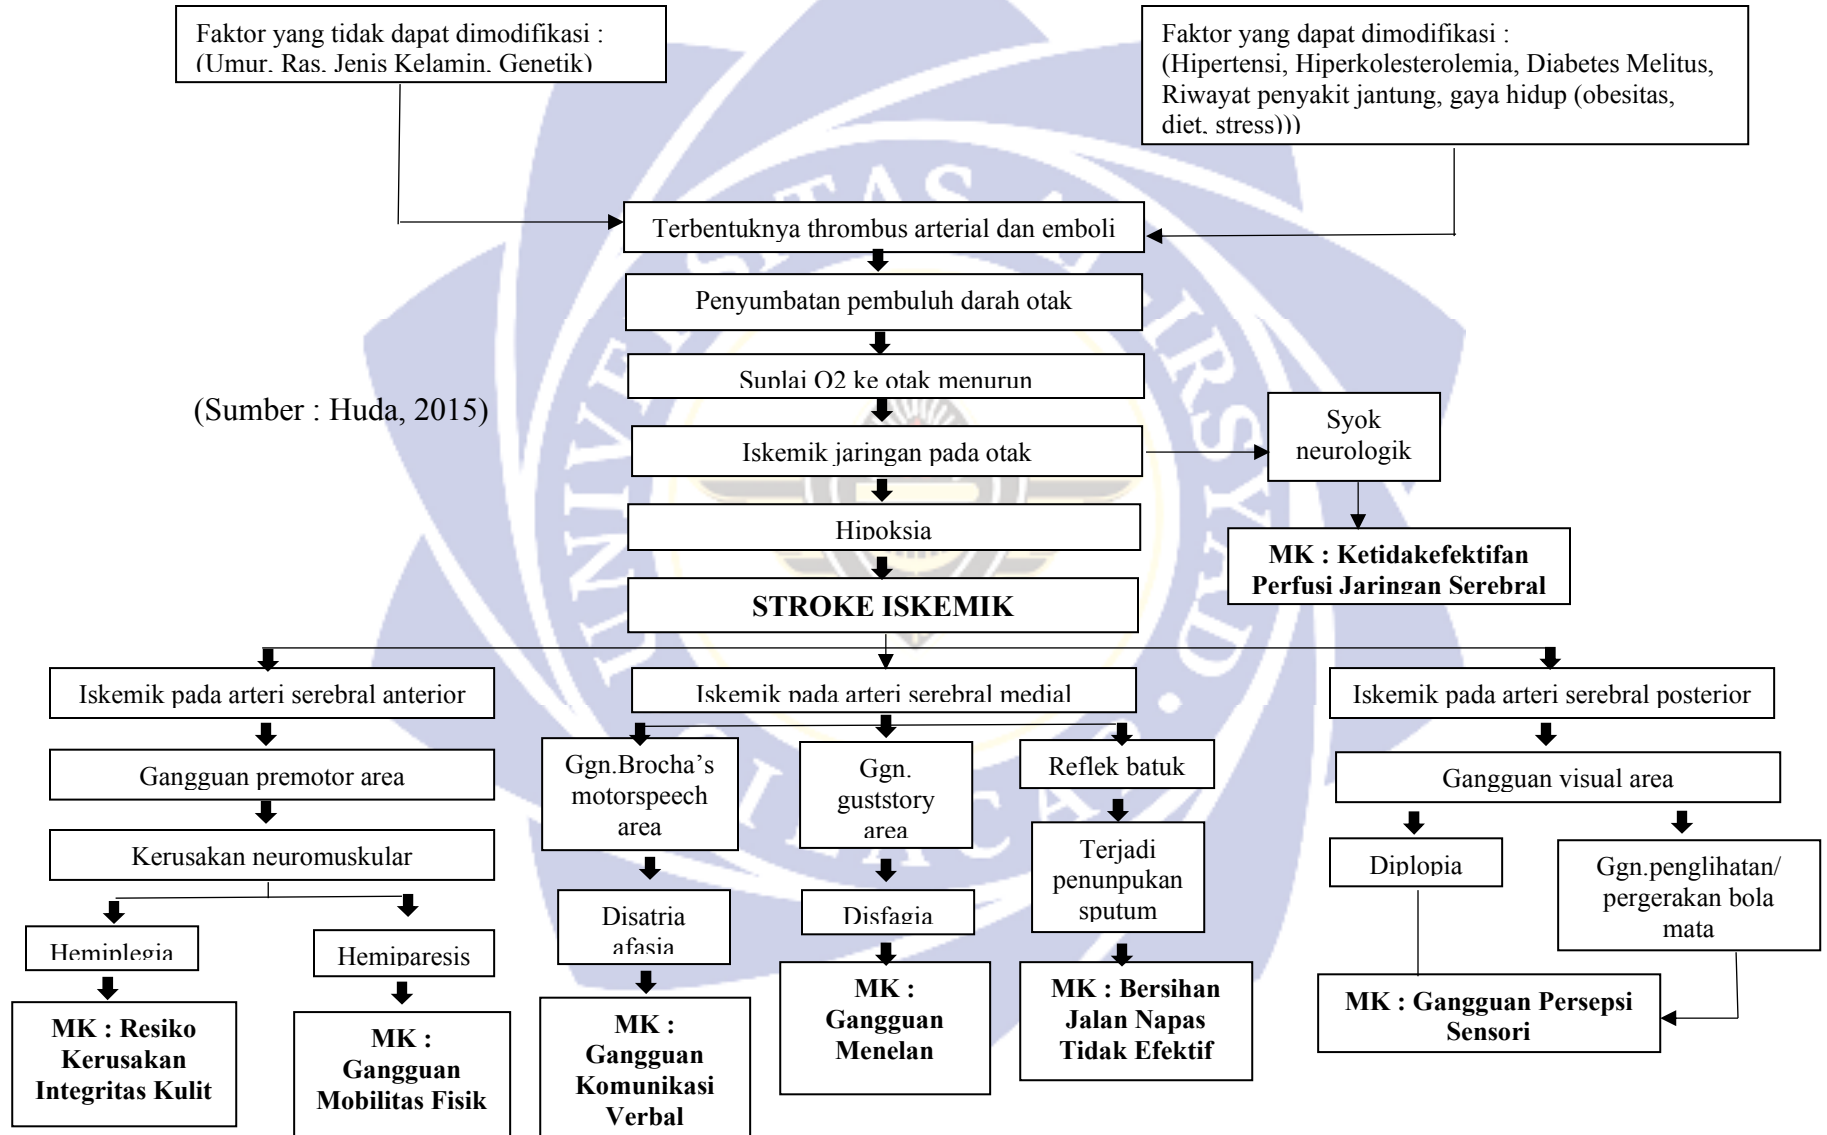 Faktor yang tidak dapat dimodifikasi :
(Umur, Ras, Jenis Kelamin, Genetik)
Faktor yang dapat dimodifikasi :
(Hipertensi, Hiperkolesterolemia, Diabetes Melitus,
Riwayat penyakit jantung, gaya hidup (obesitas,
diet, stress)))
Terbentuknya thrombus arterial dan emboli
Penyumbatan pembuluh darah otak
Suplai O2 ke otak menurun
(Sumber : Huda, 2015)
Iskemik jaringan pada otak
Syok
neurologik
Hipoksia
MK : Ketidakefektifan
Perfusi Jaringan Serebral
STROKE ISKEMIK
Iskemik pada arteri serebral anterior
Iskemik pada arteri serebral medial
Iskemik pada arteri serebral posterior
Gangguan premotor area
Ggn.Brocha’s
motorspeech
area
Ggn.
guststory
area
Reflek batuk
Gangguan visual area
Kerusakan neuromuskular
Terjadi
penunpukan
sputum
Diplopia
Ggn.penglihatan/
pergerakan bola
mata
Hemiplegia
Hemiparesis
Disatria
afasia
Disfagia
MK : Resiko
Kerusakan
Integritas Kulit
MK :
Gangguan
Mobilitas Fisik
MK :
Gangguan
Komunikasi
Verbal
MK :
Gangguan
Menelan
MK : Bersihan
Jalan Napas
Tidak Efektif
MK : Gangguan Persepsi
Sensori
UNIVERSITAS AL-IRSYAD
CILACAP